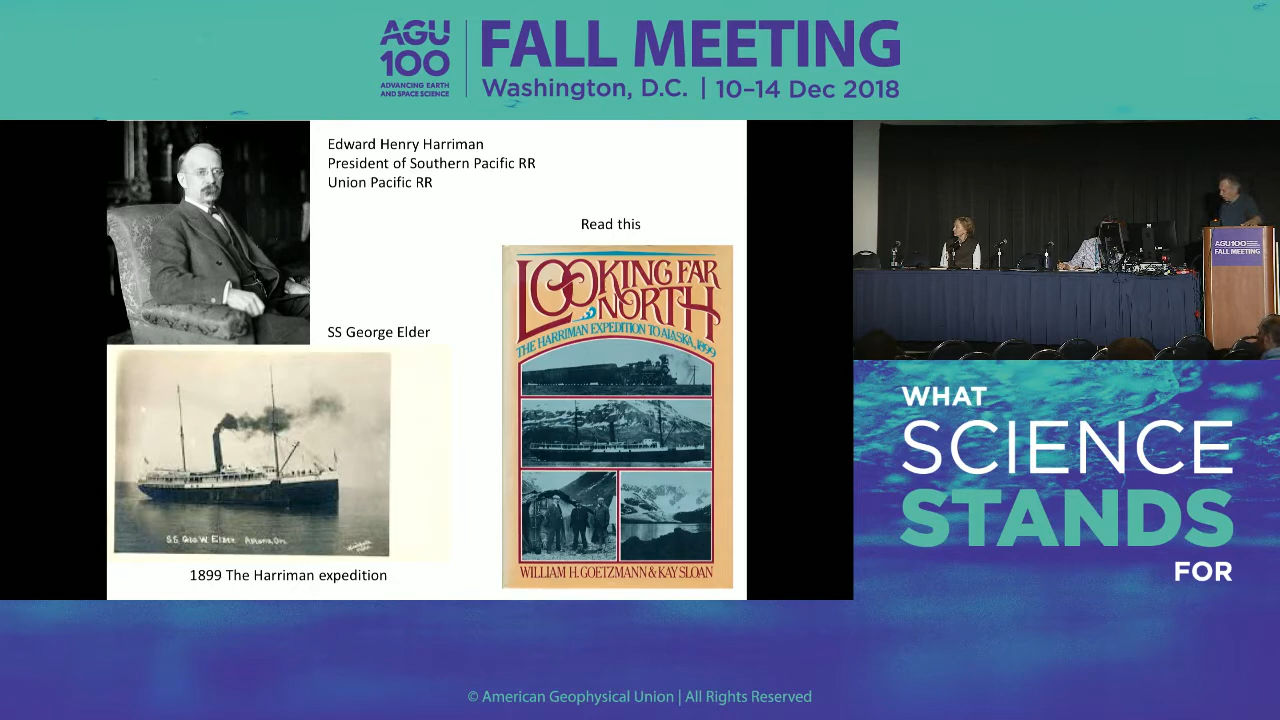 AGU
100
ADVANCING EARTH
AND SPACE SCIENCE
FALL MEETING
Washington, D.C. | 10–14 Dec 2018
Edward Henry Harriman
President of Southern Pacific RR
Union Pacific RR
Read this
LOOKING FAR
NORTH
THE HARRIMAN EXPEDITION TO ALASKA, 1899
WILLIAM H. GOETZMANN & KAY SLOAN
SS George Elder
SS Geo W Elder Astoria, Or.
1899 The Harriman expedition
AGU100
FALL MEETING
WHAT
SCIENCE
STANDS
FOR
© American Geophysical Union | All Rights Reserved